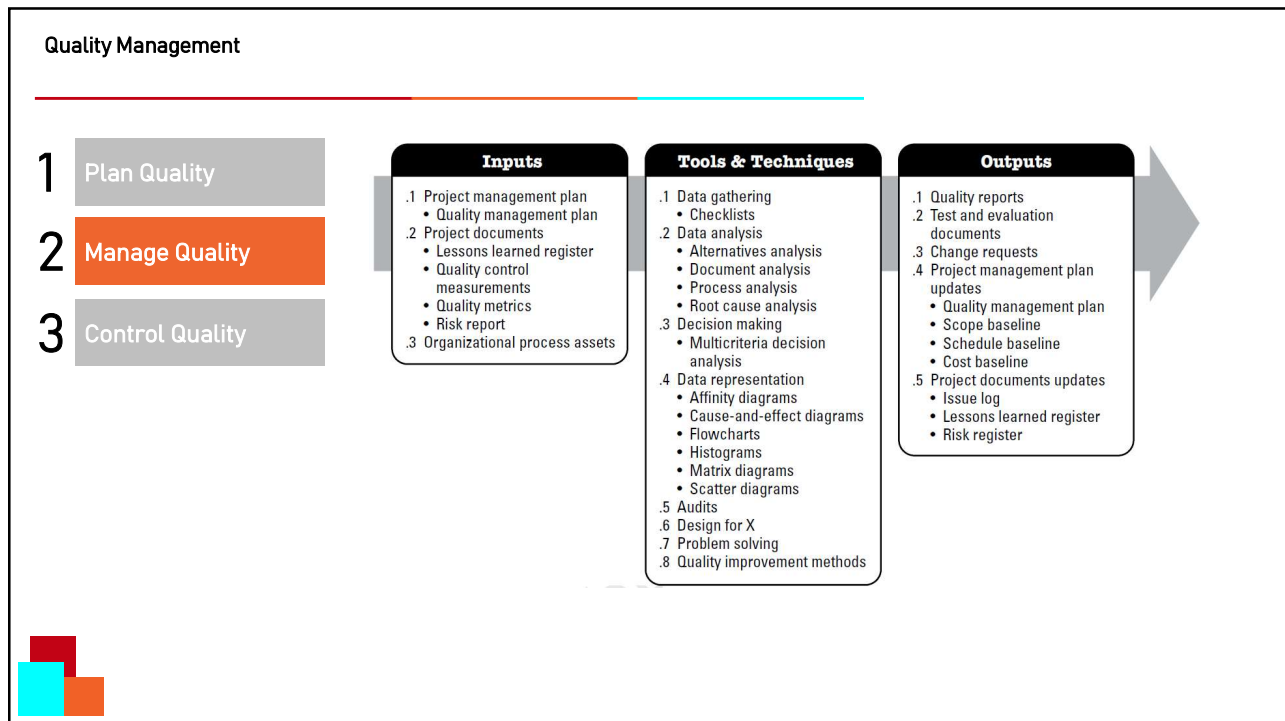 Quality Management
1
Plan Quality
2
Manage Quality
3
Control Quality
Inputs
.1 Project management plan
• Quality management plan
.2 Project documents
• Lessons learned register
• Quality control
measurements
• Quality metrics
• Risk report
.3 Organizational process assets
Tools & Techniques
.1 Data gathering
• Checklists
.2 Data analysis
• Alternatives analysis
• Document analysis
• Process analysis
• Root cause analysis
.3 Decision making
• Multicriteria decision
analysis
.4 Data representation
• Affinity diagrams
• Cause-and-effect diagrams
• Flowcharts
• Histograms
• Matrix diagrams
• Scatter diagrams
.5 Audits
.6 Design for X
.7 Problem solving
.8 Quality improvement methods
Outputs
.1 Quality reports
.2 Test and evaluation
documents
.3 Change requests
.4 Project management plan
updates
• Quality management plan
• Scope baseline
• Schedule baseline
• Cost baseline
.5 Project documents updates
• Issue log
• Lessons learned register
• Risk register